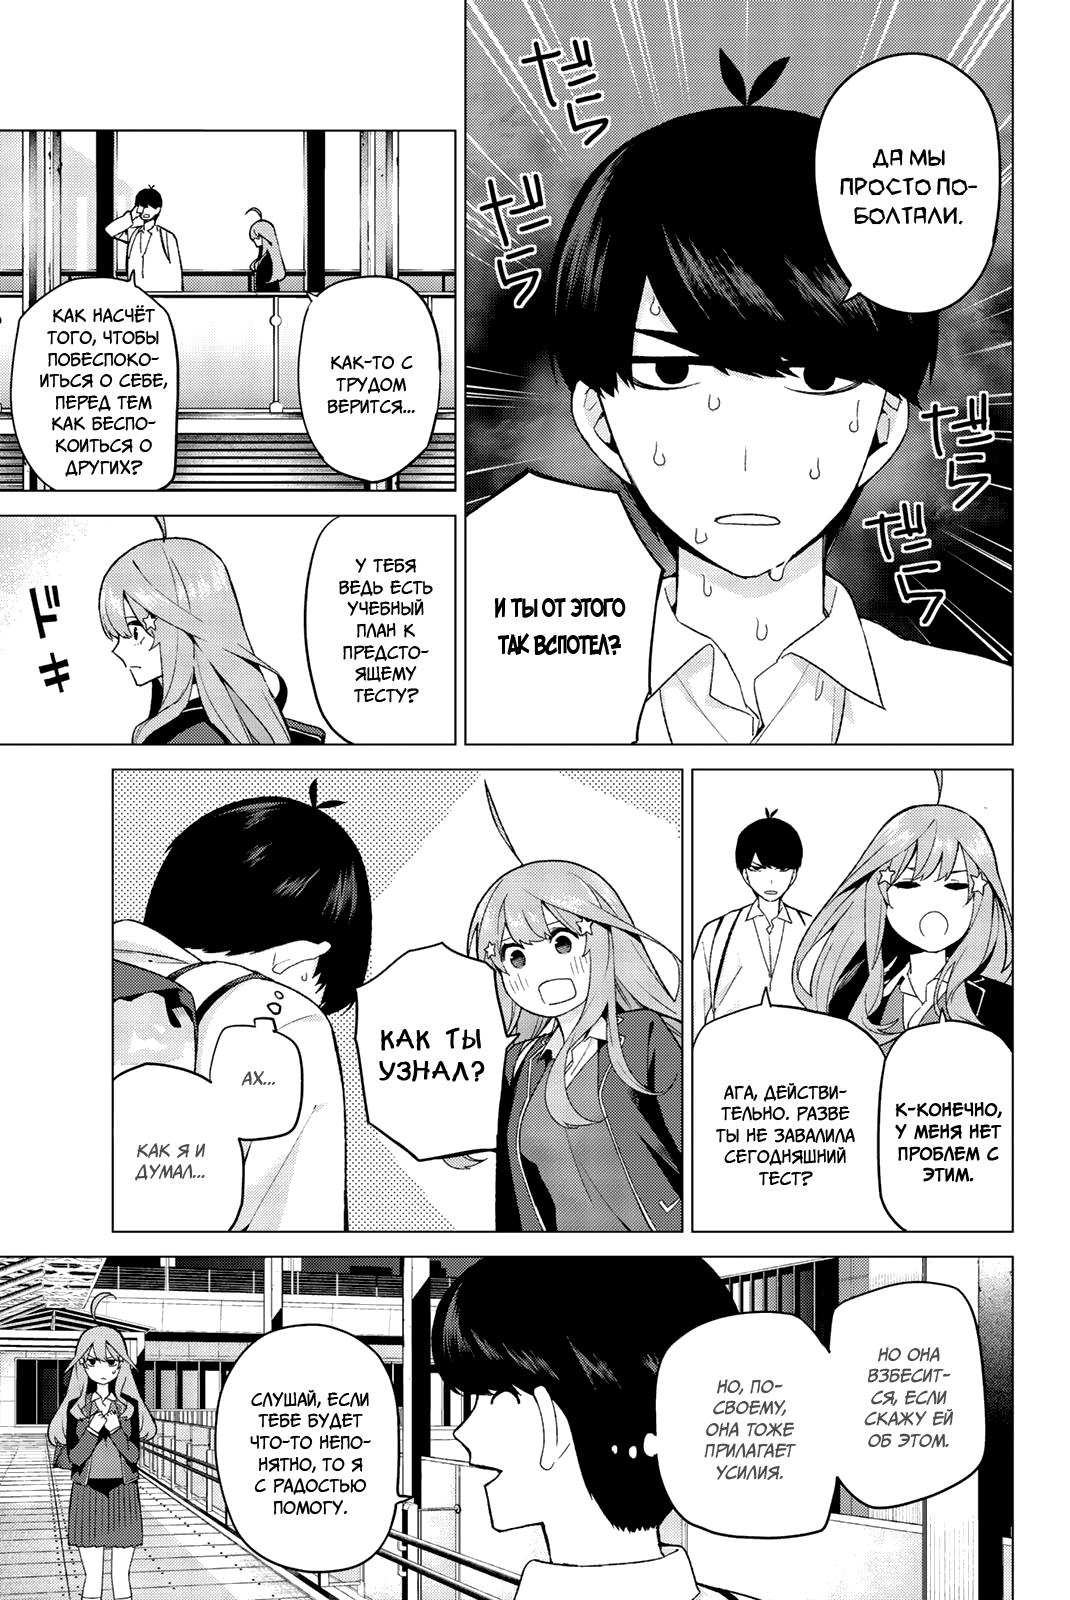 ДА МЫ
ПРОСТО ПО-
БОЛТАЛИ.
だら
だら
だら
だら
И ТЫ ОТ ЭТОГО
ТАК ВСПОТЕЛ?
КАК-ТО С
ТРУДОМ
ВЕРИТСЯ...
КАК НАСЧЁТ
ТОГО, ЧТОБЫ
ПОБЕСПОКО-
ИТЬСЯ О СЕБЕ,
ПЕРЕД ТЕМ
КАК БЕСПО-
КОИТЬСЯ О
ДРУГИХ?
У ТЕБЯ
ВЕДЬ ЕСТЬ
УЧЕБНЫЙ
ПЛАН К
ПРЕДСТО-
ЯЩЕМУ
ТЕСТУ?
ドキ
К-КОНЕЧНО,
У МЕНЯ НЕТ
ПРОБЛЕМ С
ЭТИМ.
АГА, ДЕЙСТВИ-
ТЕЛЬНО. РАЗВЕ
ТЫ НЕ ЗАВАЛИЛА
СЕГОДНЯШНИЙ
ТЕСТ?
КАК ТЫ
УЗНАЛ?
АХ...
КАК Я И
ДУМАЛ...
НО ОНА
ВЗБЕСИТ-
СЯ, ЕСЛИ
СКАЖУ ЕЙ
ОБ ЭТОМ.
НО, ПО-
СВОЕМУ,
ОНА ТОЖЕ
ПРИЛАГАЕТ
УСИЛИЯ.
СЛУШАЙ, ЕСЛИ
ТЕБЕ БУДЕТ
ЧТО-ТО НЕПО-
НЯТНО, ТО Я
С РАДОСТЬЮ
ПОМОГУ.